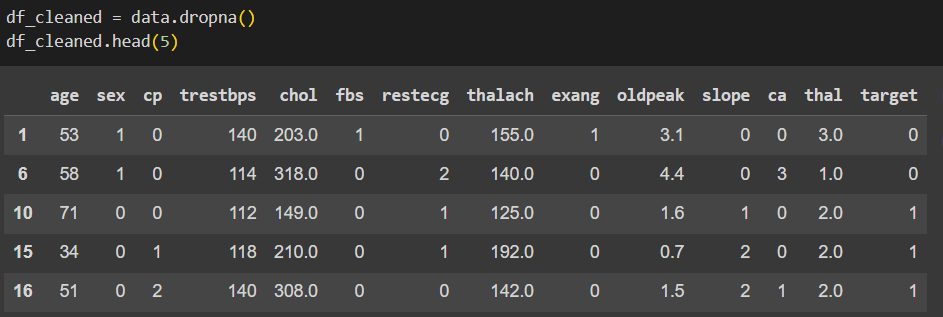 df_cleaned = data.dropna()
df_cleaned.head(5)
age sex cp trestbps chol fbs restecg thalach exang oldpeak slope ca thal target
1 53 1 0 140 203.0 1 0 155.0 1 3.1 0 0 3.0 0
6 58 1 0 114 318.0 0 2 140.0 0 4.4 0 3 1.0 0
10 71 0 0 112 149.0 0 1 125.0 0 1.6 1 0 2.0 1
15 34 0 1 118 210.0 0 1 192.0 0 0.7 2 0 2.0 1
16 51 0 2 140 308.0 0 0 142.0 0 1.5 2 1 2.0 1